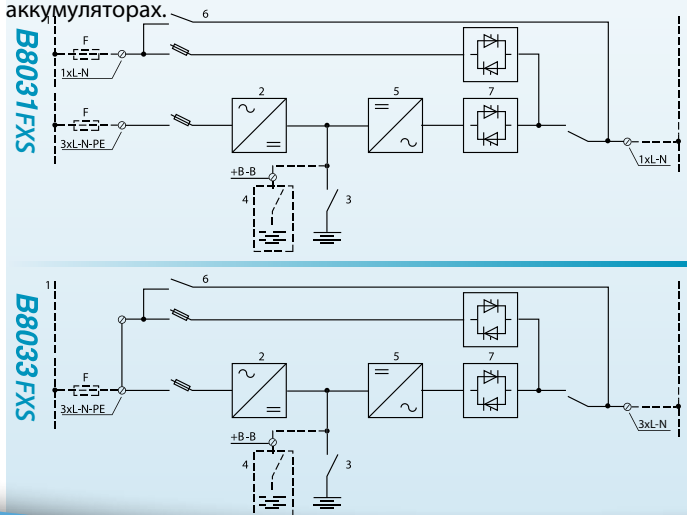 аккумуляторах.
B8031FXS
1
F
1xL-N
F
3xL-N-PE
6
2
5
7
+B-B
4
3
1xL-N
B8033FXS
1
F
3xL-N-PE
6
2
5
7
+B-B
4
3
3xL-N